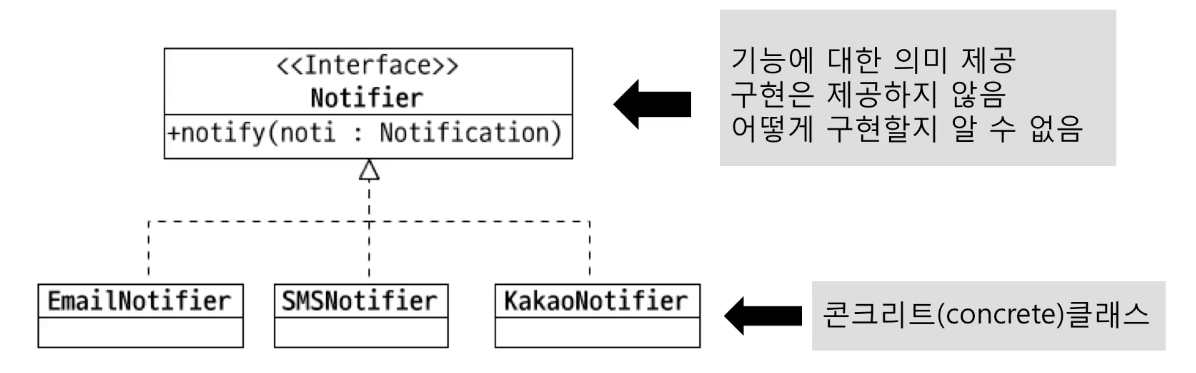 <<Interface>>
Notifier
+notify(noti : Notification)
기능에 대한 의미 제공
구현은 제공하지 않음
어떻게 구현할지 알 수 없음
EmailNotifier
SMSNotifier
KakaoNotifier
콘크리트(concrete)클래스